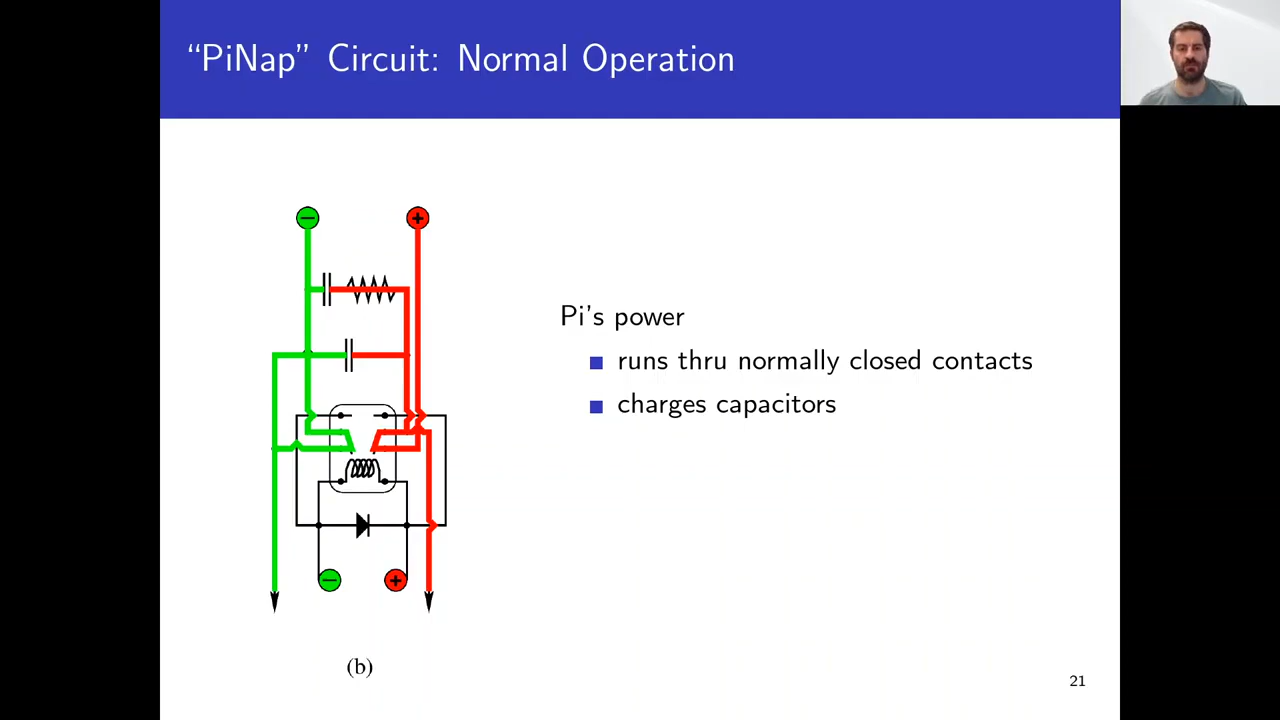 “PiNap” Circuit: Normal Operation
Pi’s power
runs thru normally closed contacts
charges capacitors
(b)
21